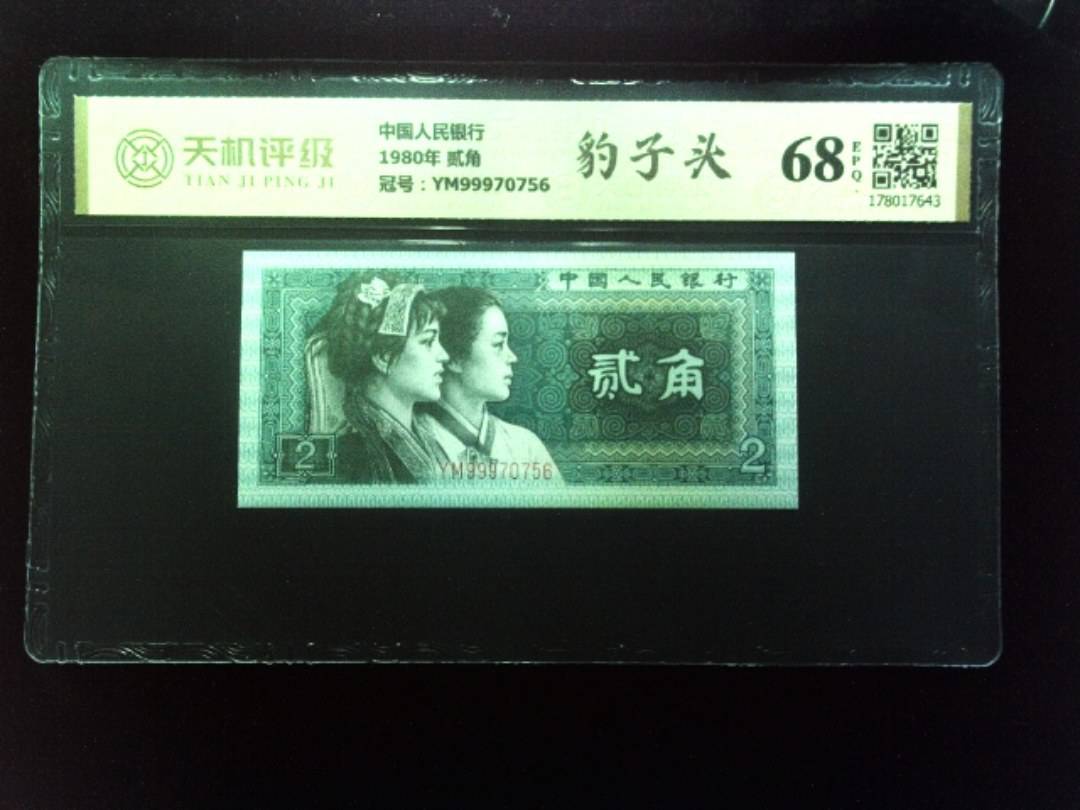 天机评级
TIAN JI PING JI
中国人民银行
1980年 贰角
冠号：YM99970756
豹子头
68
EPQ
178017643
中国人民银行
贰角
2
2
YM99970756